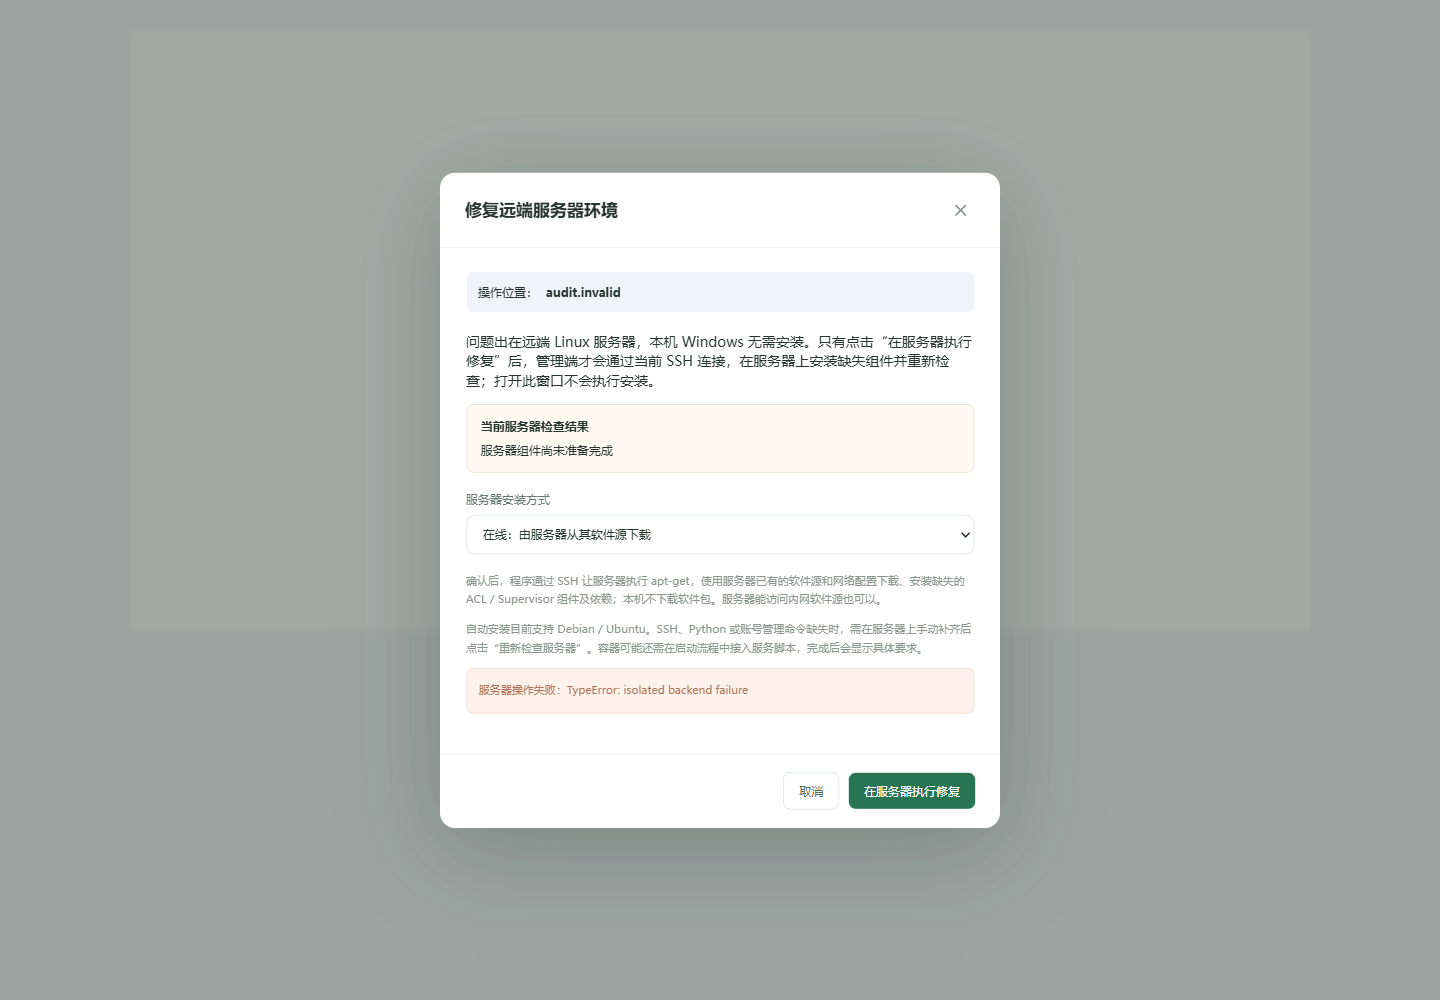 修复远端服务器环境
操作位置： audit.invalid
问题出在远端 Linux 服务器，本机 Windows 无需安装。只有点击“在服务器执行
修复”后，管理端才会通过当前 SSH 连接，在服务器上安装缺失组件并重新检
查；打开此窗口不会执行安装。
当前服务器检查结果
服务器组件尚未准备完成
服务器安装方式
在线：由服务器从其软件源下载
确认后，程序通过 SSH 让服务器执行 apt-get，使用服务器已有的软件源和网络配置下载、安装缺失的
ACL / Supervisor 组件及依赖；本机不下载软件包。服务器能访问内网软件源也可以。
自动安装目前支持 Debian / Ubuntu。SSH、Python 或账号管理命令缺失时，需在服务器上手动补齐后
点击“重新检查服务器”。容器可能还需在启动流程中接入服务脚本，完成后会显示具体要求。
服务器操作失败：TypeError: isolated backend failure
取消
在服务器执行修复